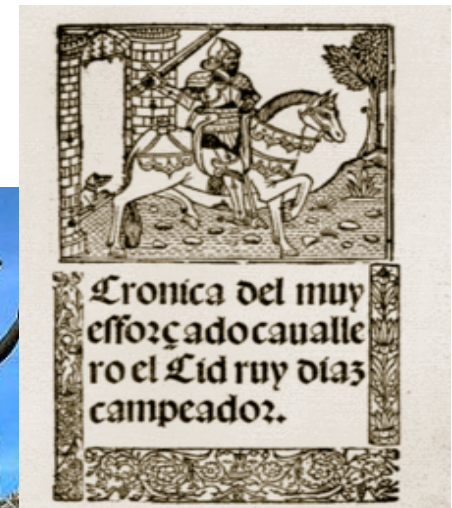 Cronica del muy
efforçado caualle
ro el Cid ruy diaz
campeador.